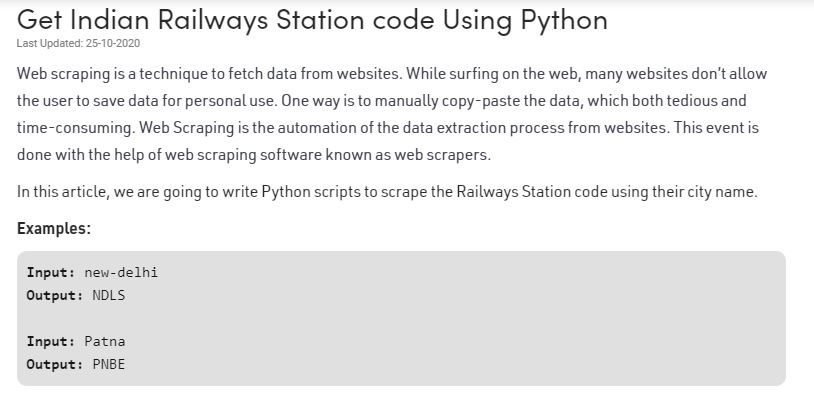 Get Indian Railways Station code Using Python
Last Updated: 25-10-2020
Web scraping is a technique to fetch data from websites. While surfing on the web, many websites don't allow
the user to save data for personal use. One way is to manually copy-paste the data, which both tedious and
time-consuming. Web Scraping is the automation of the data extraction process from websites. This event is
done with the help of web scraping software known as web scrapers.
In this article, we are going to write Python scripts to scrape the Railways Station code using their city name.
Examples:
Input: new-delhi
Output: NDLS
Input: Patna
Output: PNBE